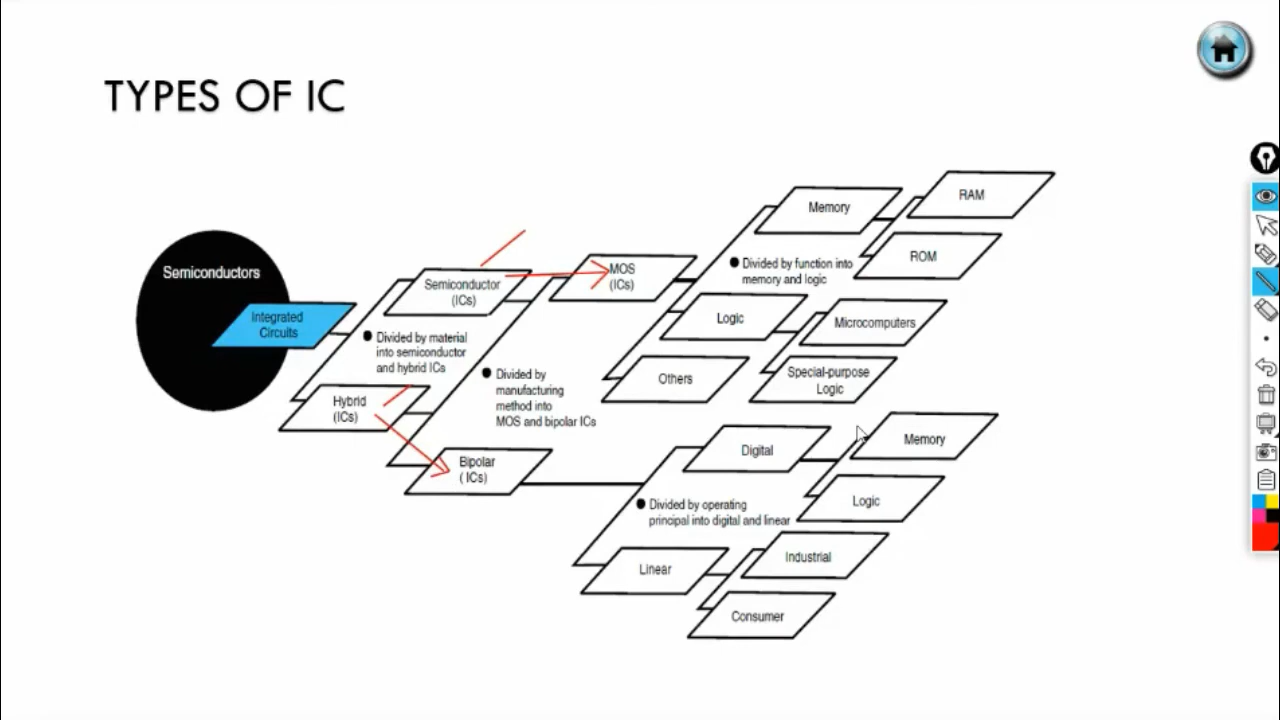 TYPES OF IC
Semiconductors
Integrated
Circuits
Semiconductor
(ICs)
Divided by material
into semiconductor
and hybrid ICs
Hybrid
(ICs)
MOS
(ICs)
Divided by
manufacturing
method into
MOS and bipolar ICs
Bipolar
( ICs)
Memory
RAM
ROM
Divided by function into
memory and logic
Logic
Microcomputers
Others
Special-purpose
Logic
Digital
Memory
Logic
Divided by operating
principal into digital and linear
Linear
Industrial
Consumer